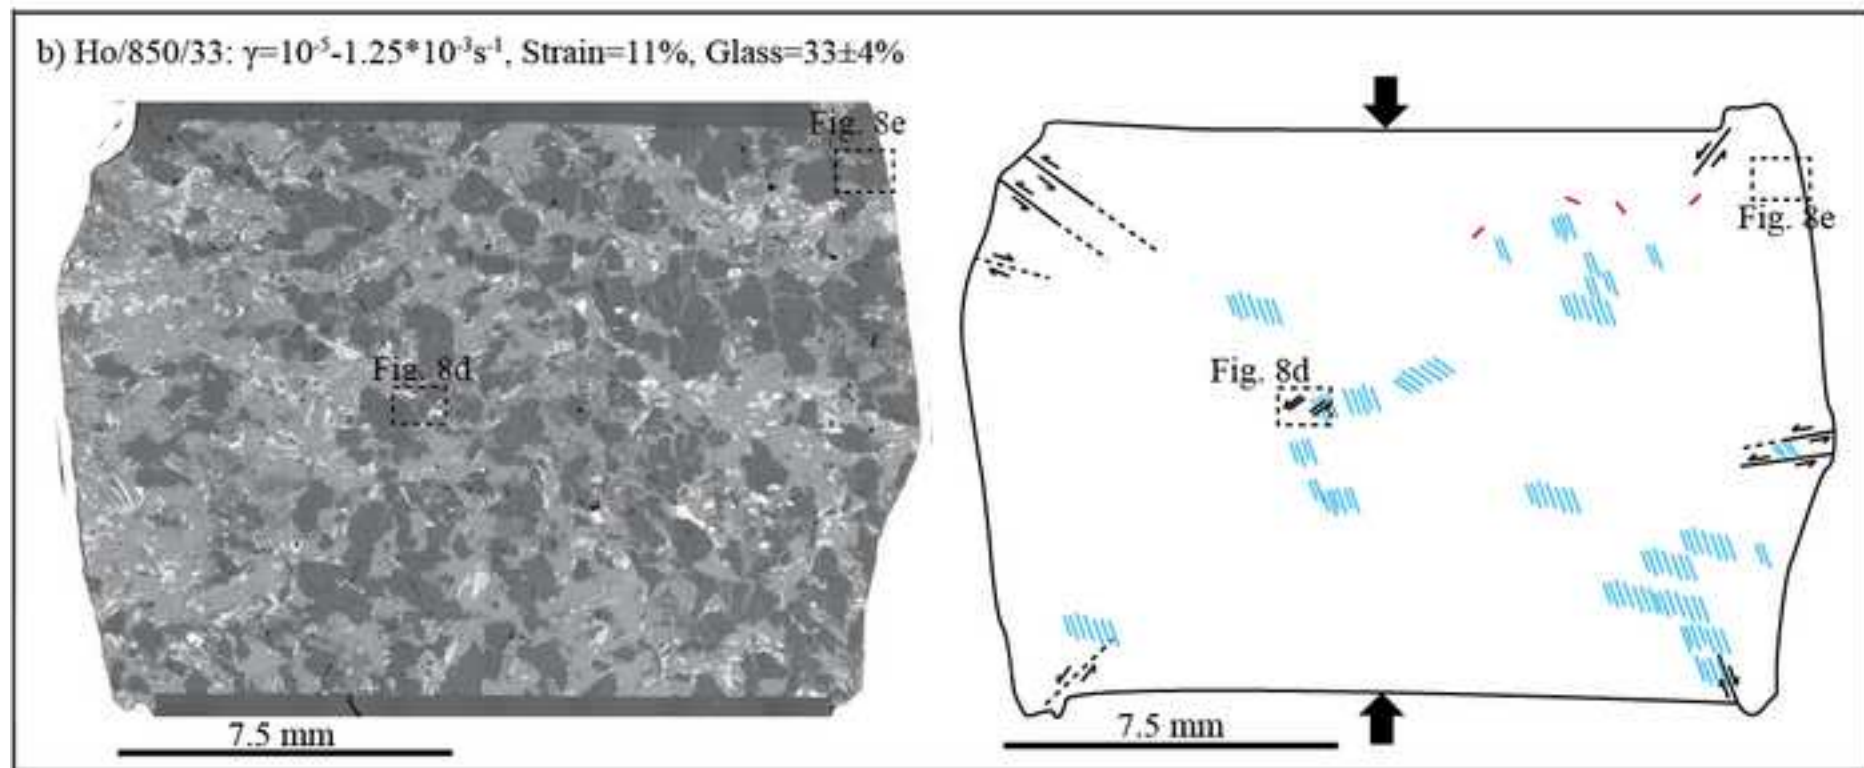 b) Ho/850/33: γ=10⁻⁵-1.25*10⁻³s⁻¹, Strain=11%, Glass=33±4%
Fig. 8e
Fig. 8e
Fig. 8d
Fig. 8d
7.5 mm
7.5 mm